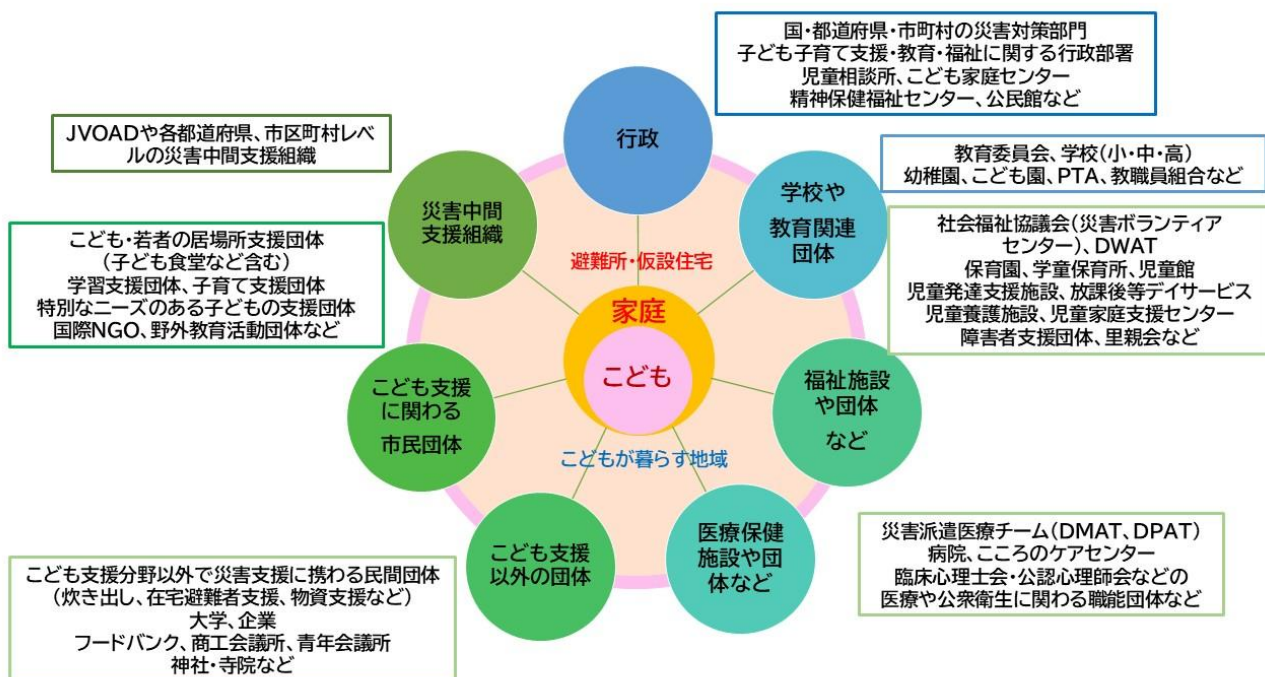 国・都道府県・市町村の災害対策部門
子ども子育て支援・教育・福祉に関する行政部署
児童相談所、こども家庭センター
精神保健福祉センター、公民館など
行政
JVOADや各都道府県、市区町村レベ
ルの災害中間支援組織
教育委員会、学校(小・中・高)
幼稚園、こども園、PTA、教職員組合など
災害中間
支援組織
学校や
教育関連
団体
こども・若者の居場所支援団体
(子ども食堂など含む)
学習支援団体、子育て支援団体
特別なニーズのある子どもの支援団体
国際NGO、野外教育活動団体など
避難所・仮設住宅
社会福祉協議会(災害ボランティア
センター)、DWAT
保育園、学童保育所、児童館
児童発達支援施設、放課後等デイサービス
児童養護施設、児童家庭支援センター
障害者支援団体、里親会など
家庭
こども
こども支援
に関わる
市民団体
福祉施設
や団体
など
こどもが暮らす地域
こども支援
以外の団体
医療保健
施設や団
体など
災害派遣医療チーム(DMAT、DPAT)
病院、こころのケアセンター
臨床心理士会・公認心理師会などの
医療や公衆衛生に関わる職能団体など
こども支援分野以外で災害支援に携わる民間団体
(炊き出し、在宅避難者支援、物資支援など)
大学、企業
フードバンク、商工会議所、青年会議所
神社・寺院など